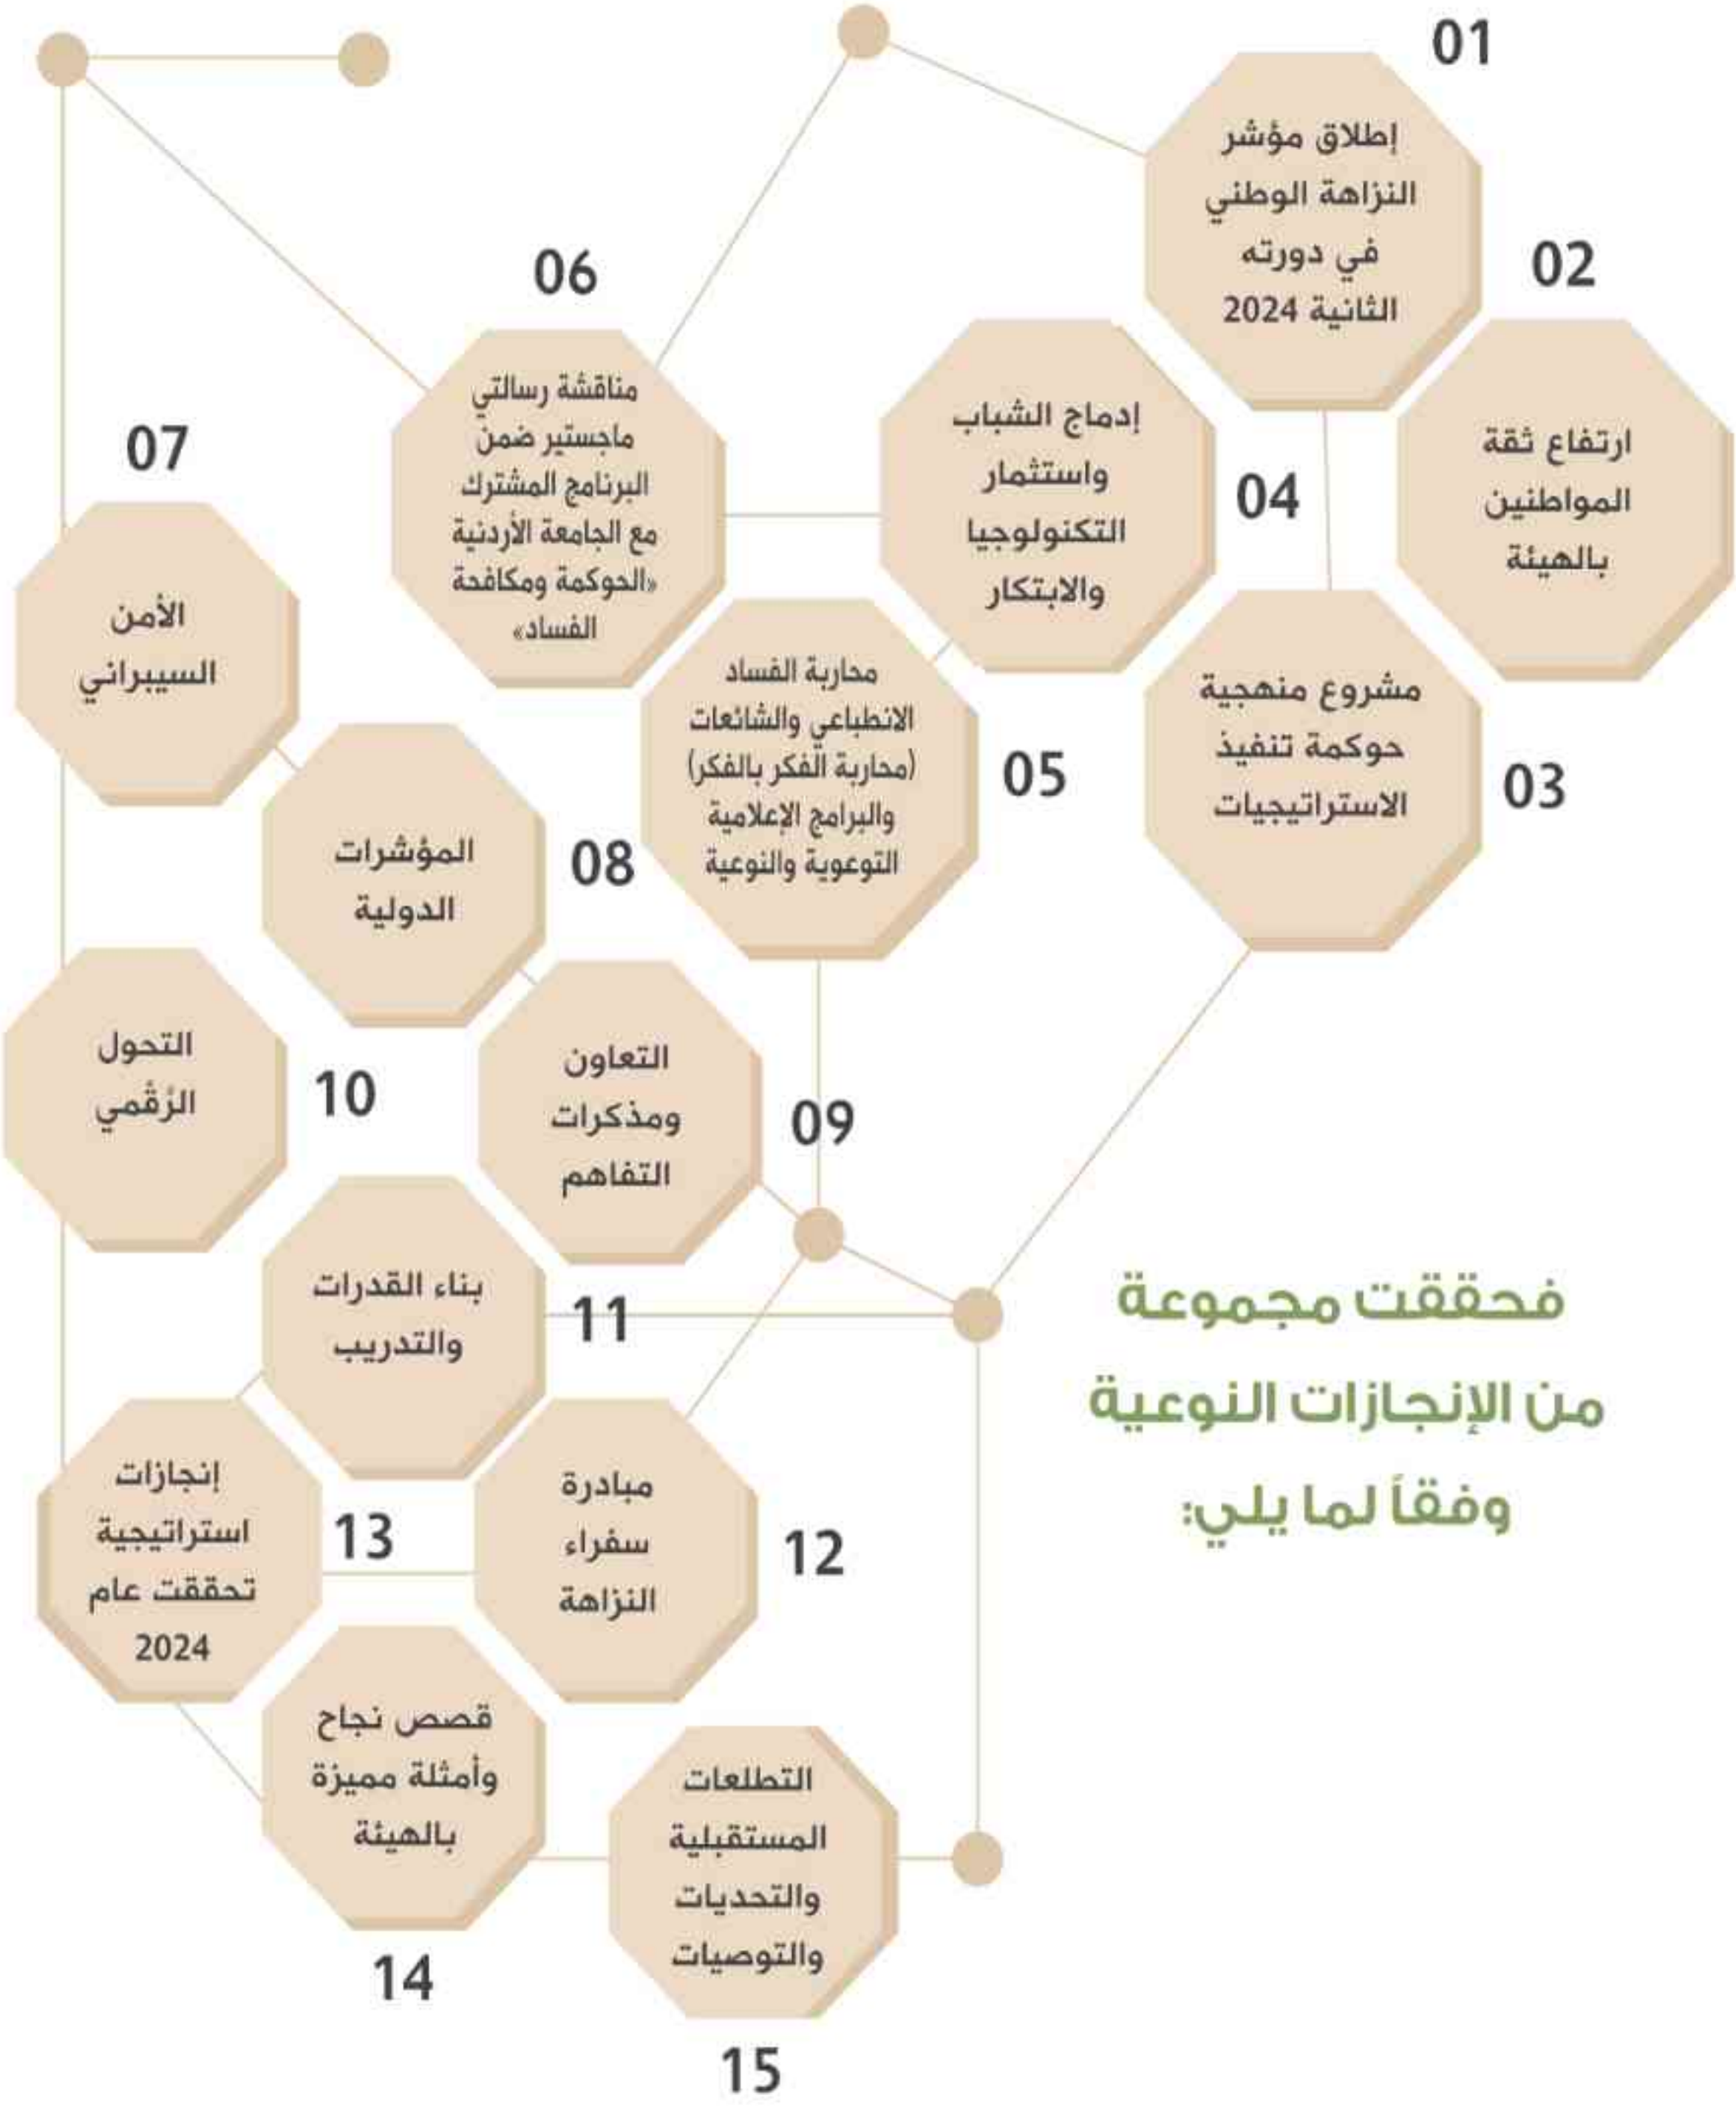 فحققت مجموعة
من الإنجازات النوعية
وفقاً لما يلي:
01
إطلاق مؤشر
النزاهة الوطني
في دورته
الثانية 2024
02
ارتفاع ثقة
المواطنين
بالهيئة
03
مشروع منهجية
حوكمة تنفيذ
الاستراتيجيات
04
إدماج الشباب
واستثمار
التكنولوجيا
والابتكار
05
محاربة الفساد
الانطباعي والشائعات
(محاربة الفكر بالفكر)
والبرامج الإعلامية
التوعوية والنوعية
06
مناقشة رسالتي
ماجستير ضمن
البرنامج المشترك
مع الجامعة الأردنية
«الحوكمة ومكافحة
الفساد»
07
الأمن
السيبراني
08
المؤشرات
الدولية
09
التعاون
ومذكرات
التفاهم
10
التحول
الرّقْمي
11
بناء القدرات
والتدريب
12
مبادرة
سفراء
النزاهة
13
إنجازات
استراتيجية
تحققت عام
2024
14
قصص نجاح
وأمثلة مميزة
بالهيئة
15
التطلعات
المستقبلية
والتحديات
والتوصيات